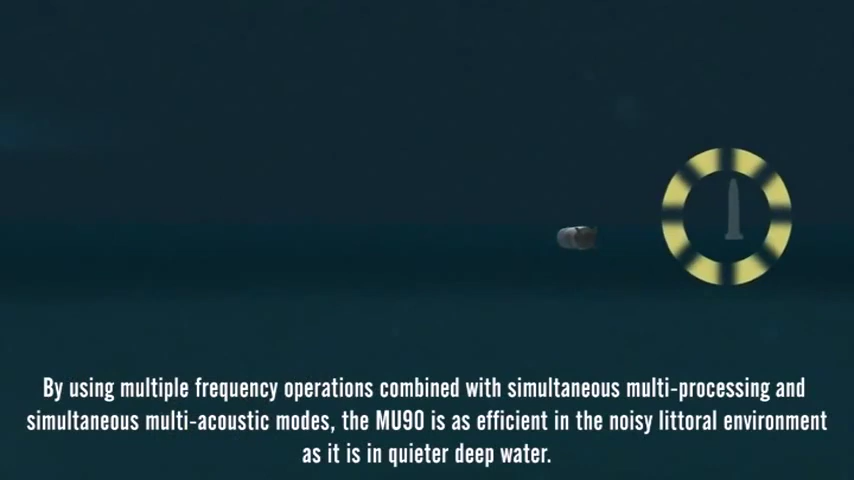 By using multiple frequency operations combined with simultaneous multi-processing and
simultaneous multi-acoustic modes, the MU90 is as efficient in the noisy littoral environment
as it is in quieter deep water.